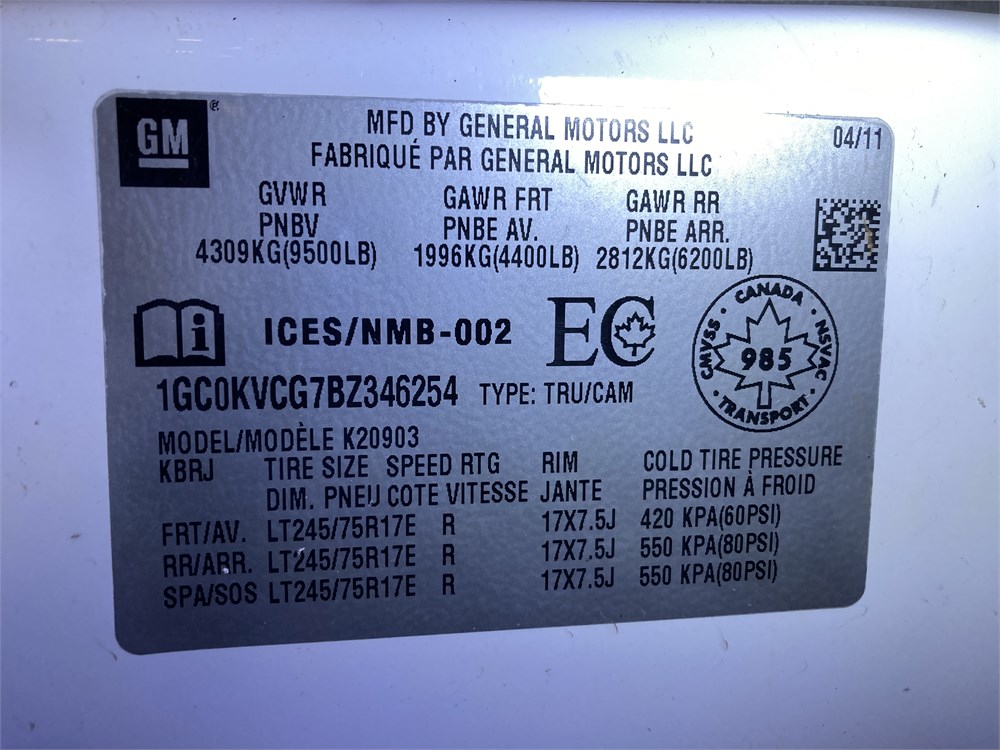 GM ®
MFD BY GENERAL MOTORS LLC 04/11
FABRIQUÉ PAR GENERAL MOTORS LLC
GVWR GAWR FRT GAWR RR
PNBV PNBE AV. PNBE ARR.
4309KG(9500LB) 1996KG(4400LB) 2812KG(6200LB)
i ICES/NMB-002 EC
CANADA
CMVSS · NSVAC
985
TRANSPORT
1GC0KVCG7BZ346254 TYPE: TRU/CAM
MODEL/MODÈLE K20903
KBRJ TIRE SIZE SPEED RTG RIM COLD TIRE PRESSURE
DIM. PNEU COTE VITESSE JANTE PRESSION À FROID
FRT/AV. LT245/75R17E R 17X7.5J 420 KPA(60PSI)
RR/ARR. LT245/75R17E R 17X7.5J 550 KPA(80PSI)
SPA/SOS LT245/75R17E R 17X7.5J 550 KPA(80PSI)